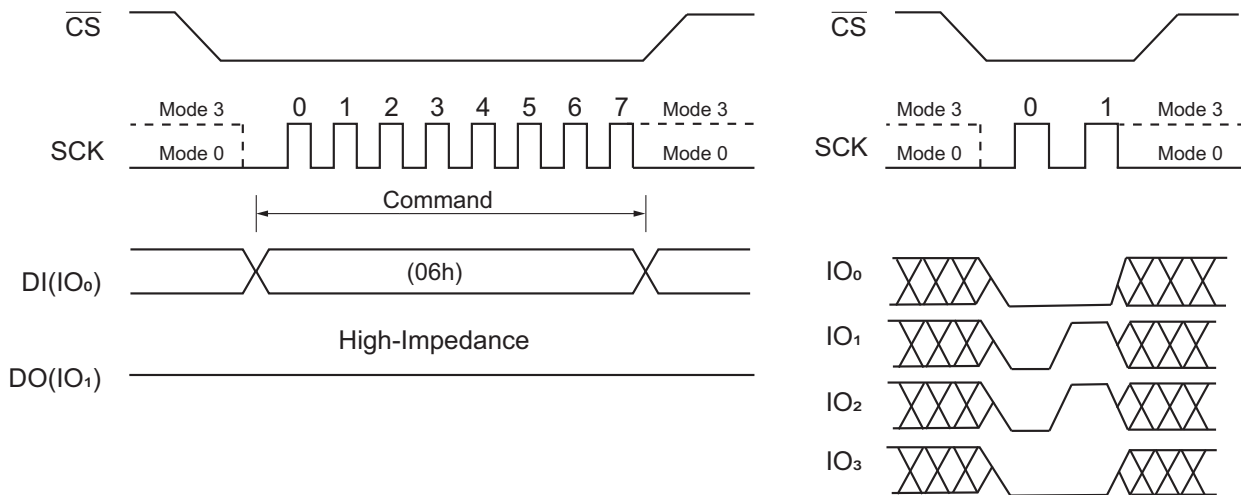 CS
Mode 3
0 1 2 3 4 5 6 7
Mode 3
SCK
Mode 0
Mode 0
Command
DI(IO₀)
(06h)
High-Impedance
DO(IO₁)
CS
Mode 3
0 1
Mode 3
SCK
Mode 0
Mode 0
IO₀
IO₁
IO₂
IO₃